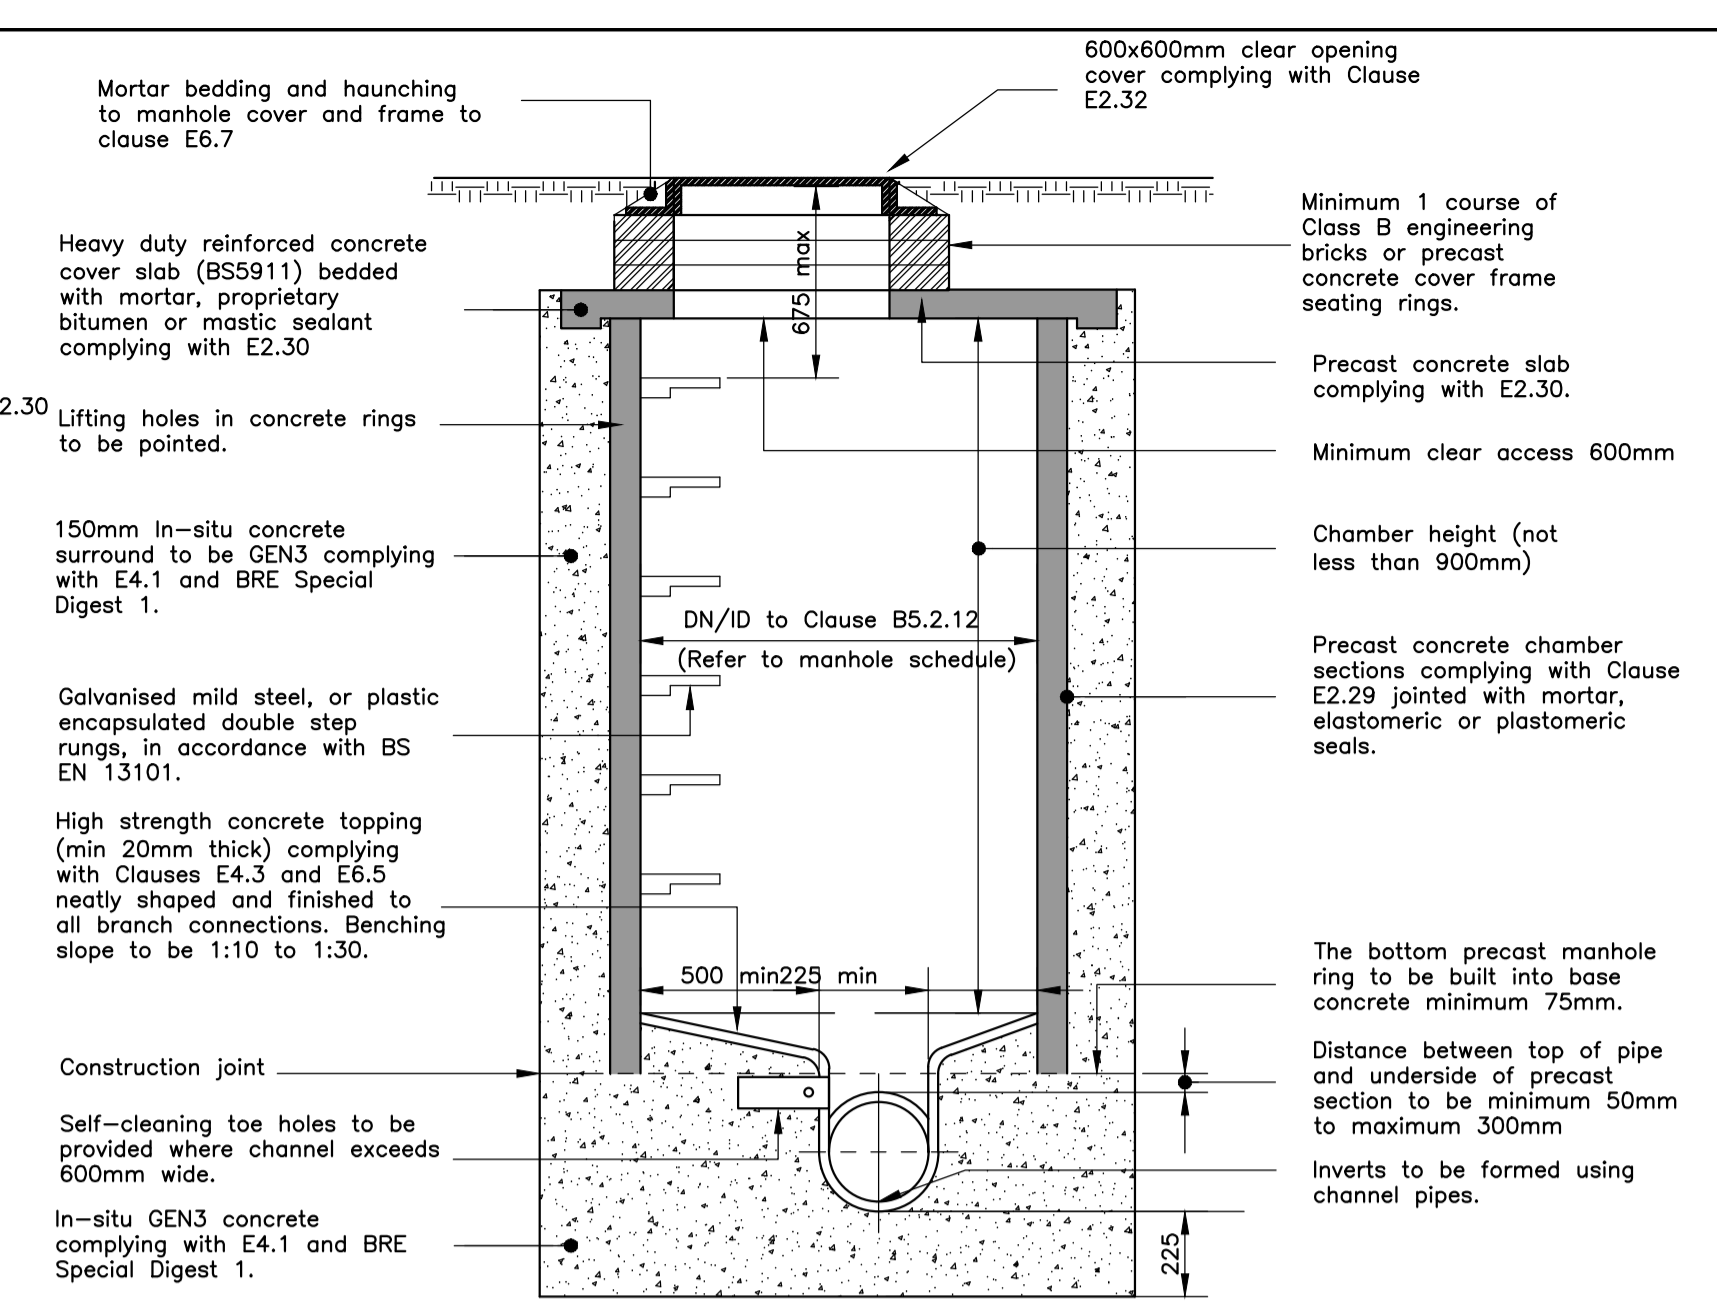 Mortar bedding and haunching
to manhole cover and frame to
clause E6.7
600x600mm clear opening
cover complying with Clause
E2.32
Heavy duty reinforced concrete
cover slab (BS5911) bedded
with mortar, proprietary
bitumen or mastic sealant
complying with E2.30
2.30
Lifting holes in concrete rings
to be pointed.
150mm In-situ concrete
surround to be GEN3 complying
with E4.1 and BRE Special
Digest 1.
Galvanised mild steel, or plastic
encapsulated double step
rungs, in accordance with BS
EN 13101.
High strength concrete topping
(min 20mm thick) complying
with Clauses E4.3 and E6.5
neatly shaped and finished to
all branch connections. Benching
slope to be 1:10 to 1:30.
Construction joint
Self-cleaning toe holes to be
provided where channel exceeds
600mm wide.
In-situ GEN3 concrete
complying with E4.1 and BRE
Special Digest 1.
675 max
DN/ID to Clause B5.2.12
(Refer to manhole schedule)
500 min
225 min
225
Minimum 1 course of
Class B engineering
bricks or precast
concrete cover frame
seating rings.
Precast concrete slab
complying with E2.30.
Minimum clear access 600mm
Chamber height (not
less than 900mm)
Precast concrete chamber
sections complying with Clause
E2.29 jointed with mortar,
elastomeric or plastomeric
seals.
The bottom precast manhole
ring to be built into base
concrete minimum 75mm.
Distance between top of pipe
and underside of precast
section to be minimum 50mm
to maximum 300mm
Inverts to be formed using
channel pipes.